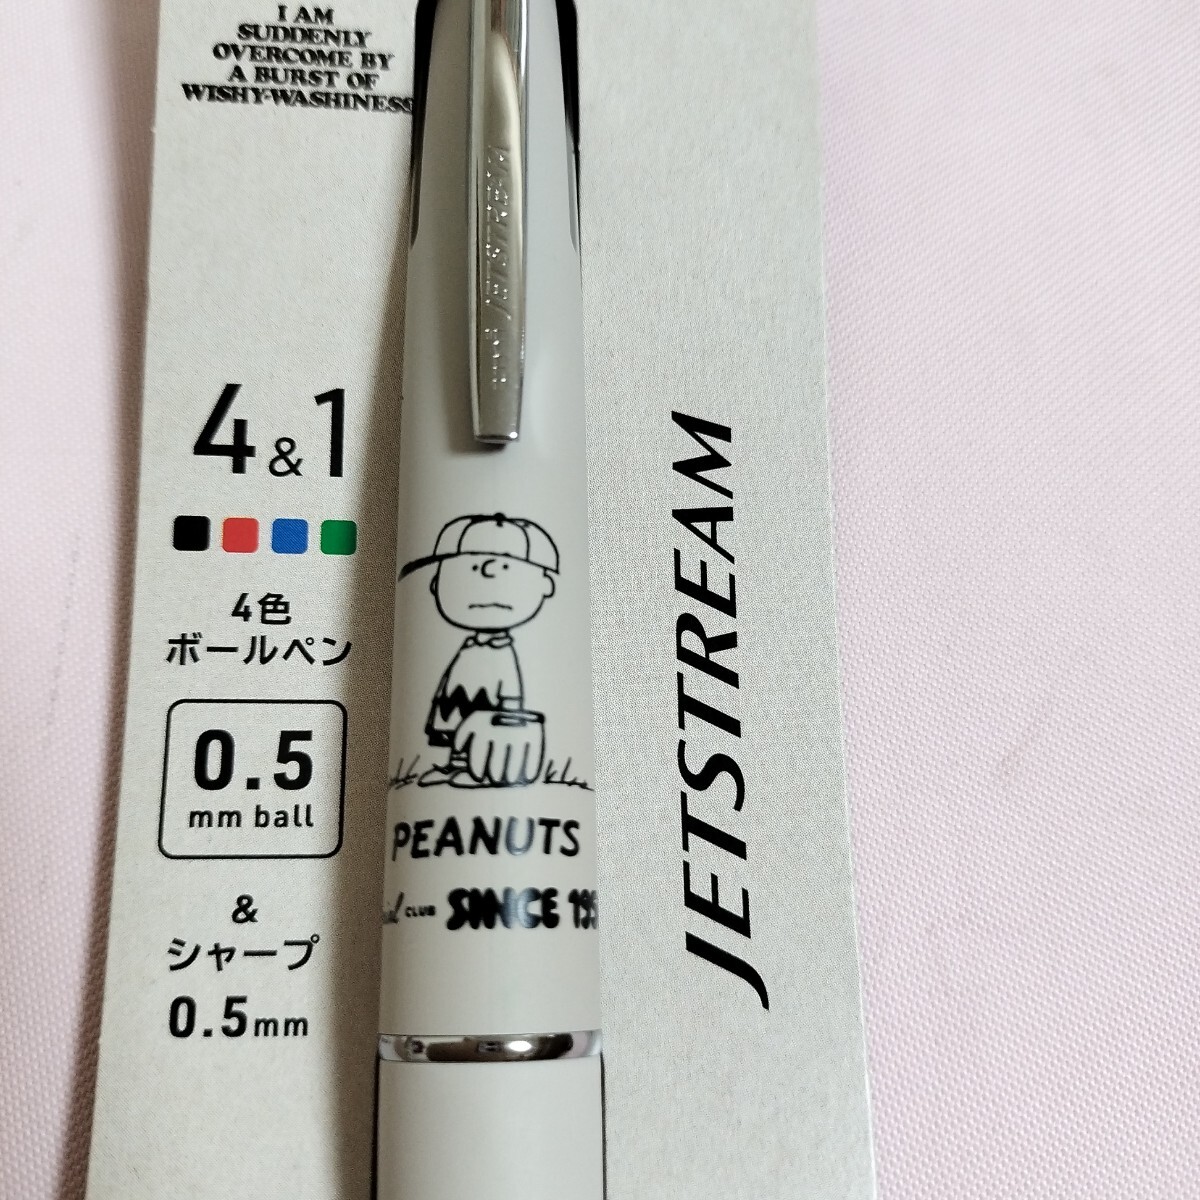 I AM
SUDDENLY
OVERCOME BY
A BURST OF
WISHY-WASHINESS
JETSTREAM
4&1
4色
ボールペン
0.5
mm ball
&
シャープ
0.5mm
PEANUTS
CLUB SINCE 195
JETSTREAM